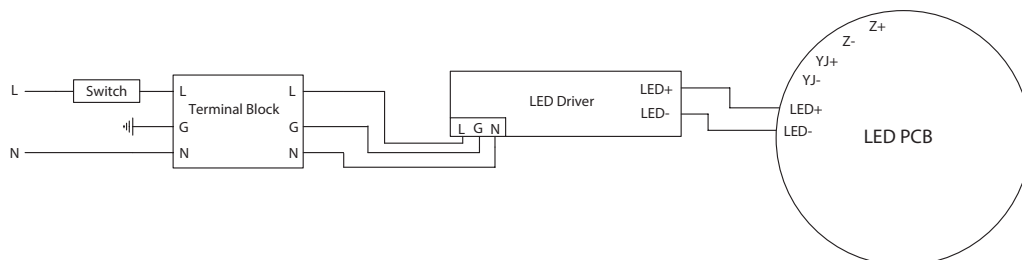 L
Switch
L
Terminal Block
G
N
N
L
G
N
LED Driver
LED+
LED-
L G N
Z+
Z-
YJ+
YJ-
LED+
LED-
LED PCB